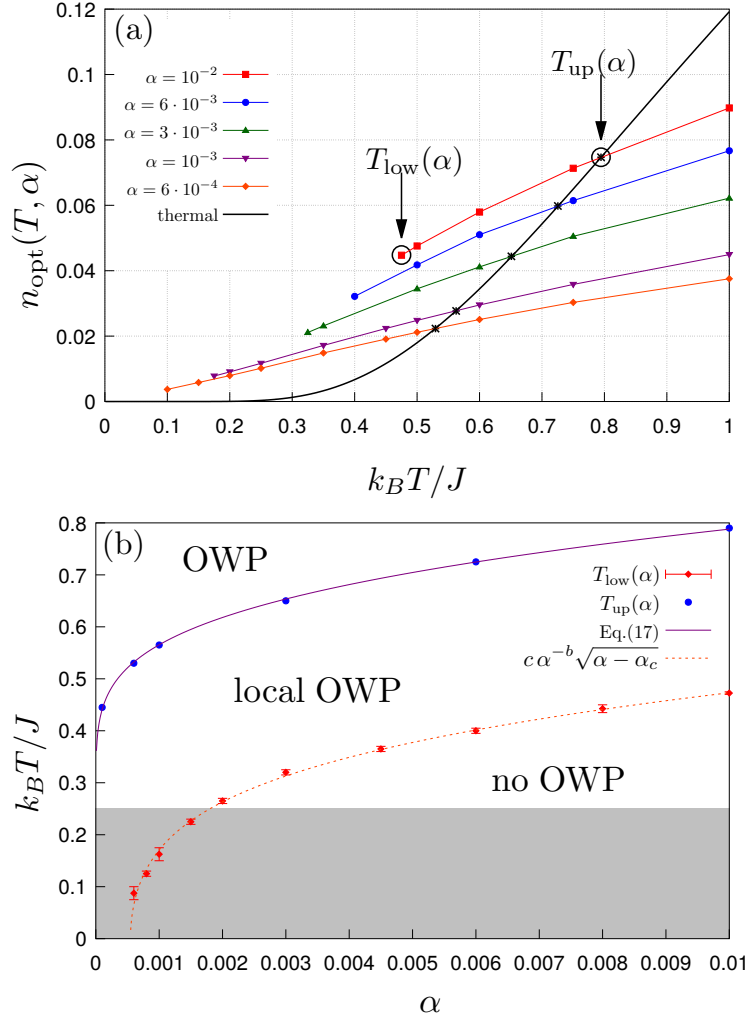 (a)
0.12
0.1
0.08
0.06
0.04
0.02
0
n_opt(T, α)
α = 10^−2
α = 6 · 10^−3
α = 3 · 10^−3
α = 10^−3
α = 6 · 10^−4
thermal
T_up(α)
T_low(α)
0 0.1 0.2 0.3 0.4 0.5 0.6 0.7 0.8 0.9 1
k_BT/J
(b)
0.8
0.7
0.6
0.5
0.4
0.3
0.2
0.1
0
k_BT/J
OWP
T_low(α)
T_up(α)
Eq.(17)
c α^−b √(α − α_c)
local OWP
no OWP
0 0.001 0.002 0.003 0.004 0.005 0.006 0.007 0.008 0.009 0.01
α